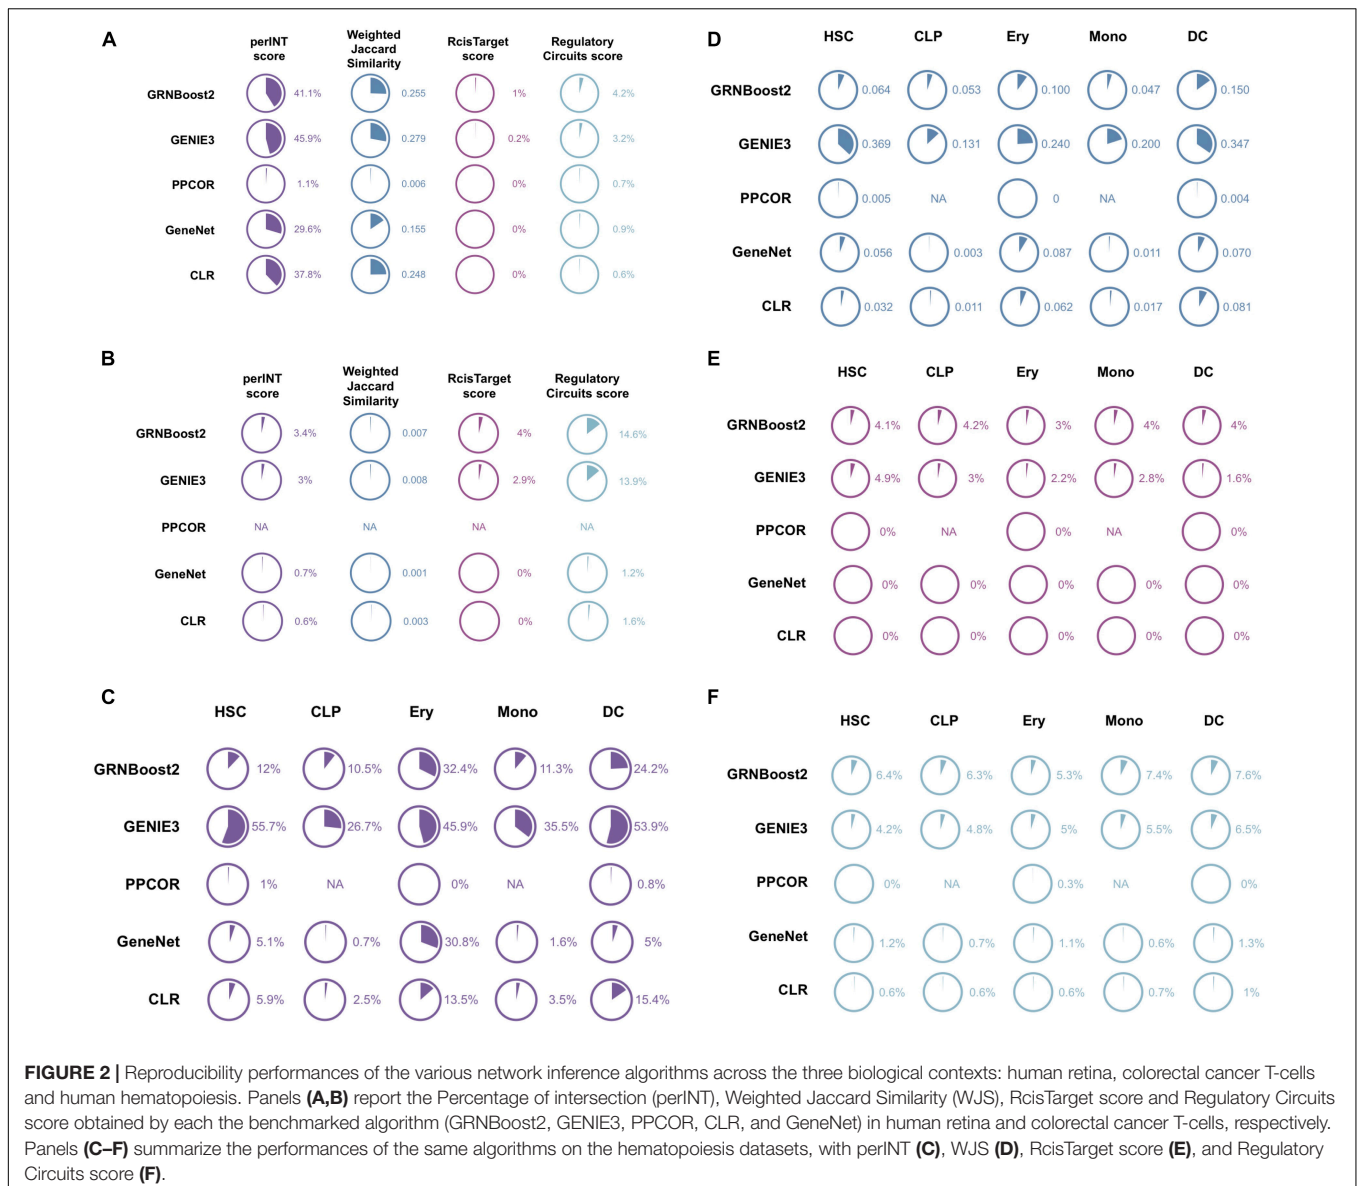 A
perINT
score
Weighted
Jaccard
Similarity
RcisTarget
score
Regulatory
Circuits score
GRNBoost2 41.1% 0.255 1% 4.2%
GENIE3 45.9% 0.279 0.2% 3.2%
PPCOR 1.1% 0.006 0% 0.7%
GeneNet 29.6% 0.155 0% 0.9%
CLR 37.8% 0.248 0% 0.6%
B
perINT
score
Weighted
Jaccard
Similarity
RcisTarget
score
Regulatory
Circuits score
GRNBoost2 3.4% 0.007 4% 14.6%
GENIE3 3% 0.008 2.9% 13.9%
PPCOR NA NA NA NA
GeneNet 0.7% 0.001 0% 1.2%
CLR 0.6% 0.003 0% 1.6%
C
HSC CLP Ery Mono DC
GRNBoost2 12% 10.5% 32.4% 11.3% 24.2%
GENIE3 55.7% 26.7% 45.9% 35.5% 53.9%
PPCOR 1% NA 0% NA 0.8%
GeneNet 5.1% 0.7% 30.8% 1.6% 5%
CLR 5.9% 2.5% 13.5% 3.5% 15.4%
D
HSC CLP Ery Mono DC
GRNBoost2 0.064 0.053 0.100 0.047 0.150
GENIE3 0.369 0.131 0.240 0.200 0.347
PPCOR 0.005 NA 0 NA 0.004
GeneNet 0.056 0.003 0.087 0.011 0.070
CLR 0.032 0.011 0.062 0.017 0.081
E
HSC CLP Ery Mono DC
GRNBoost2 4.1% 4.2% 3% 4% 4%
GENIE3 4.9% 3% 2.2% 2.8% 1.6%
PPCOR 0% NA 0% NA 0%
GeneNet 0% 0% 0% 0% 0%
CLR 0% 0% 0% 0% 0%
F
HSC CLP Ery Mono DC
GRNBoost2 6.4% 6.3% 5.3% 7.4% 7.6%
GENIE3 4.2% 4.8% 5% 5.5% 6.5%
PPCOR 0% NA 0.3% NA 0%
GeneNet 1.2% 0.7% 1.1% 0.6% 1.3%
CLR 0.6% 0.6% 0.6% 0.7% 1%
FIGURE 2 | Reproducibility performances of the various network inference algorithms across the three biological contexts: human retina, colorectal cancer T-cells
and human hematopoiesis. Panels (A,B) report the Percentage of intersection (perINT), Weighted Jaccard Similarity (WJS), RcisTarget score and Regulatory Circuits
score obtained by each the benchmarked algorithm (GRNBoost2, GENIE3, PPCOR, CLR, and GeneNet) in human retina and colorectal cancer T-cells, respectively.
Panels (C–F) summarize the performances of the same algorithms on the hematopoiesis datasets, with perINT (C), WJS (D), RcisTarget score (E), and Regulatory
Circuits score (F).